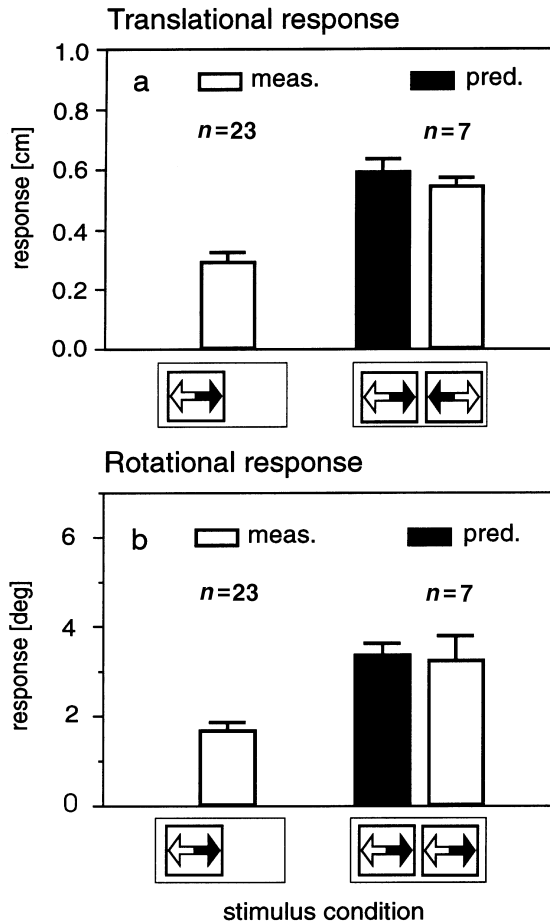 Translational response
a meas. pred.
n=23 n=7
response [cm]
1.0
0.8
0.6
0.4
0.2
0.0
Rotational response
b meas. pred.
n=23 n=7
response [deg]
6
4
2
0
stimulus condition